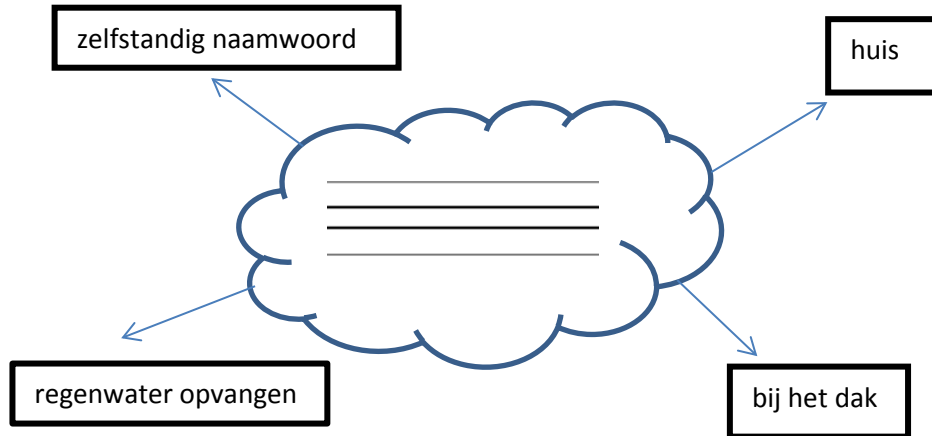 zelfstandig naamwoord
huis
regenwater opvangen
bij het dak